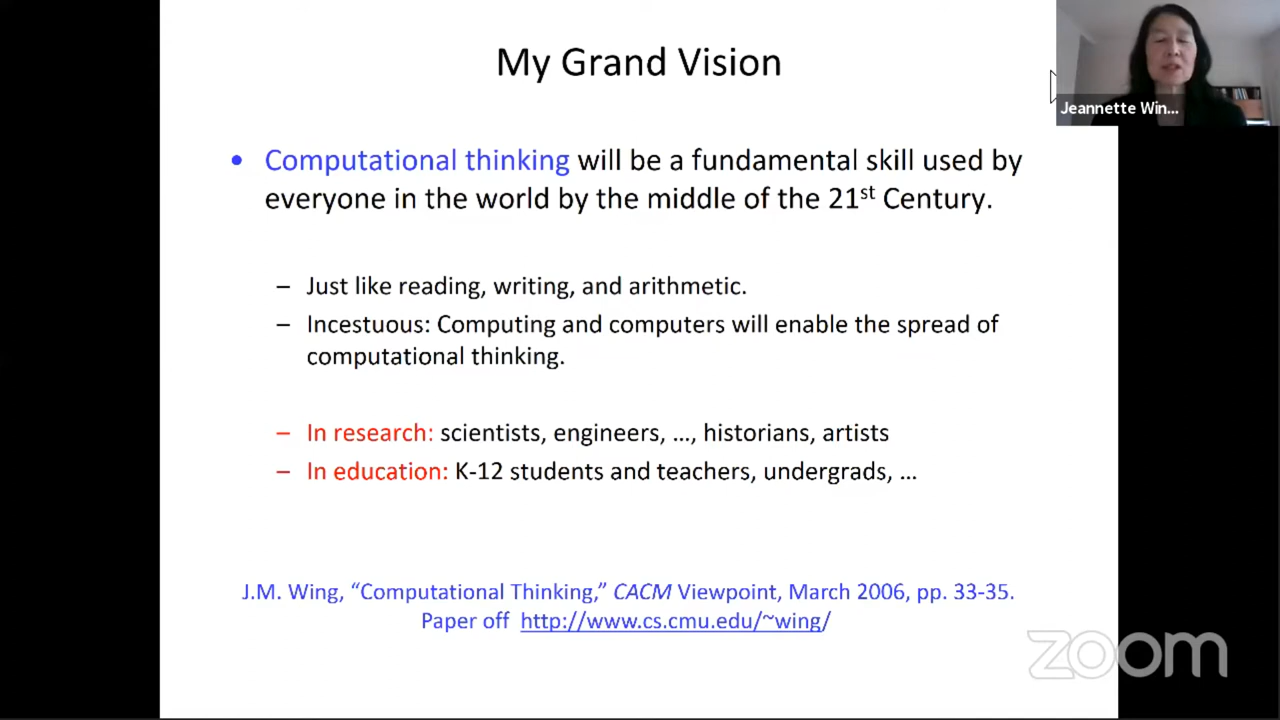 My Grand Vision
Jeannette Win...
• Computational thinking will be a fundamental skill used by
everyone in the world by the middle of the 21st Century.
– Just like reading, writing, and arithmetic.
– Incestuous: Computing and computers will enable the spread of
computational thinking.
– In research: scientists, engineers, …, historians, artists
– In education: K-12 students and teachers, undergrads, …
J.M. Wing, “Computational Thinking,” CACM Viewpoint, March 2006, pp. 33-35.
Paper off http://www.cs.cmu.edu/~wing/
zoom